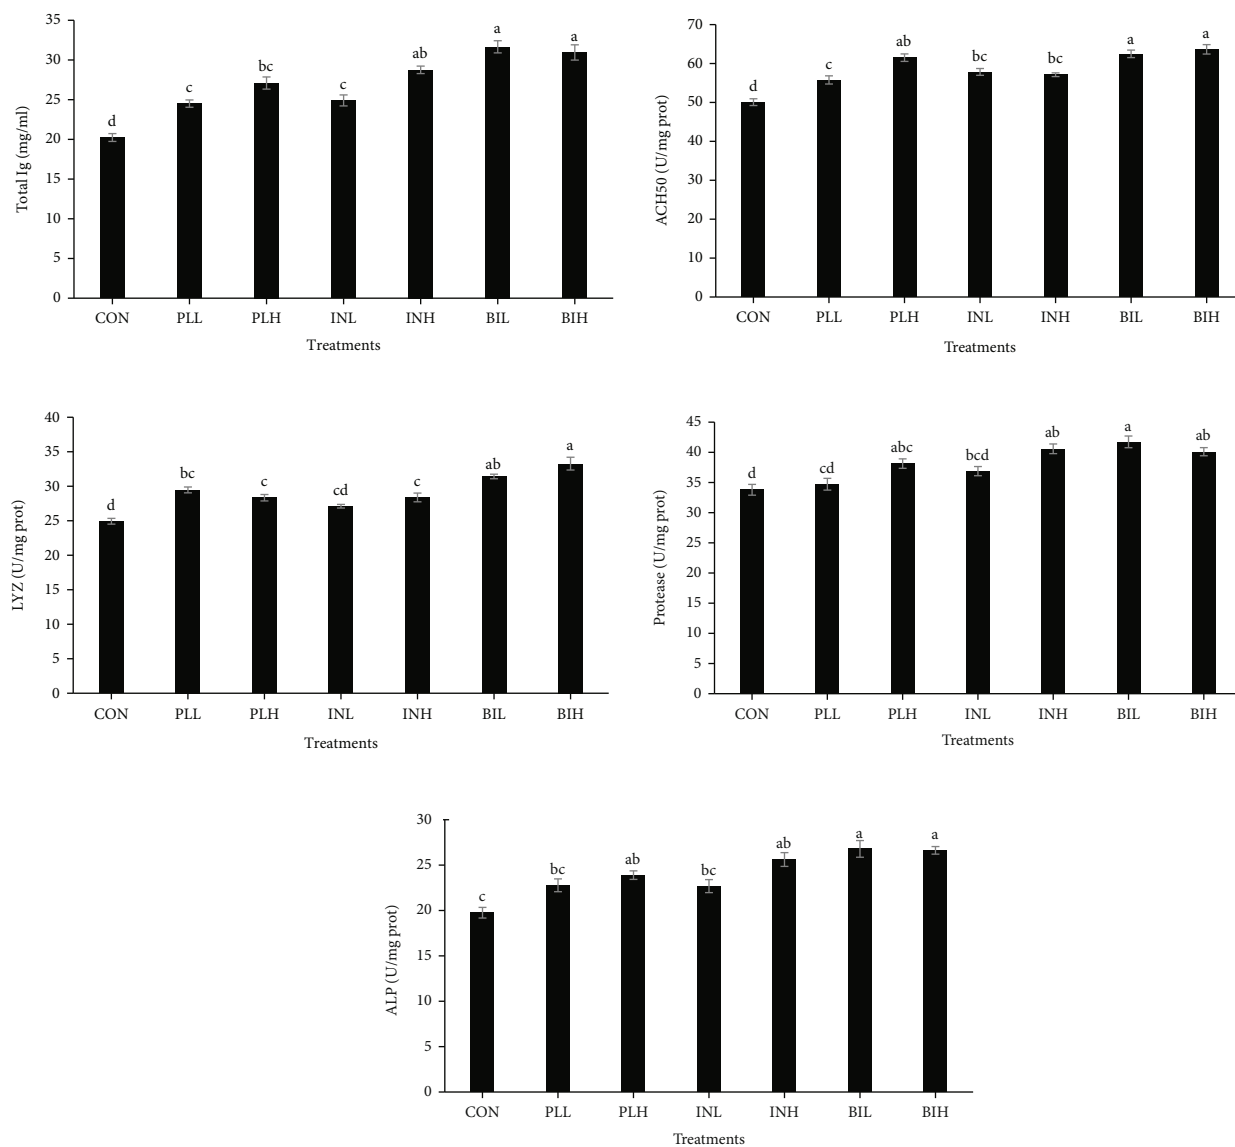 35
30
25
20
15
10
5
0
Total Ig (mg/ml)
d
c
bc
c
ab
a
a
CON PLL PLH INL INH BIL BIH
Treatments
70
60
50
40
30
20
10
0
ACH50 (U/mg prot)
d
c
ab
bc
bc
a
a
CON PLL PLH INL INH BIL BIH
Treatments
40
35
30
25
20
15
10
5
0
LYZ (U/mg prot)
d
bc
c
cd
c
ab
a
CON PLL PLH INL INH BIL BIH
Treatments
45
40
35
30
25
20
15
10
5
0
Protease (U/mg prot)
d
cd
abc
bcd
ab
a
ab
CON PLL PLH INL INH BIL BIH
Treatments
30
25
20
15
10
5
0
ALP (U/mg prot)
c
bc
ab
bc
ab
a
a
CON PLL PLH INL INH BIL BIH
Treatments